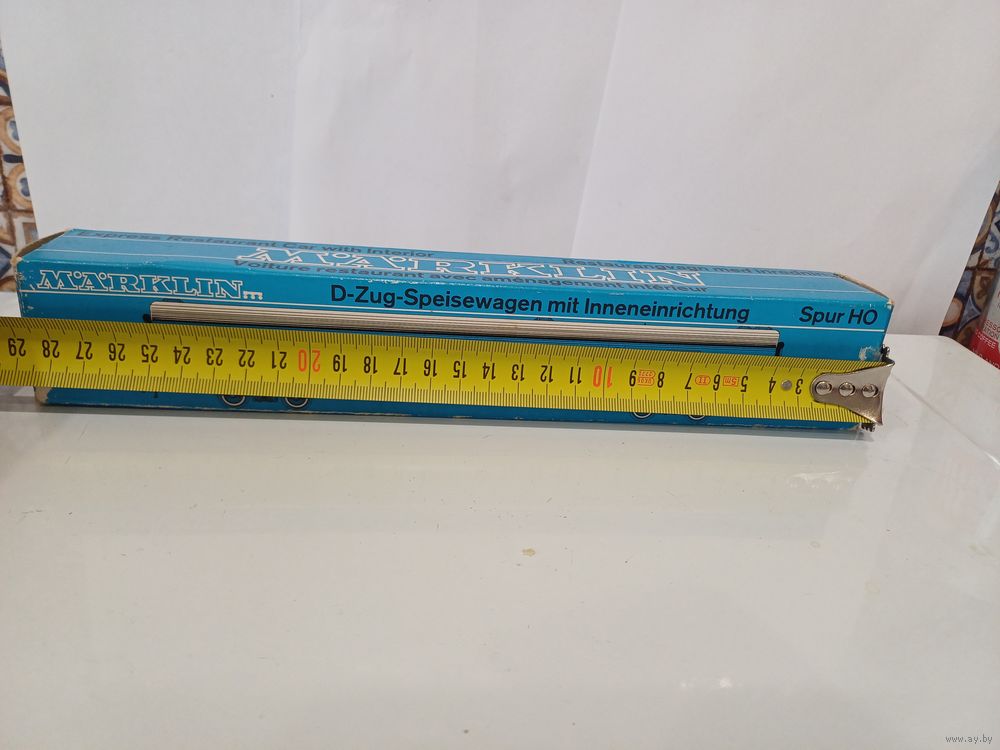 Express Restaurant Car with Interior
MÄRKLIN
Voiture restaurant avec aménagement intérieur
MÄRKLIN
D-Zug-Speisewagen mit Inneneinrichtung
Spur HO
29 28 27 26 25 24 23 22 21 20 19 18 17 16 15 14 13 12 11 10 9 8 7 II 6 5m 5 4 3
www.ay.by